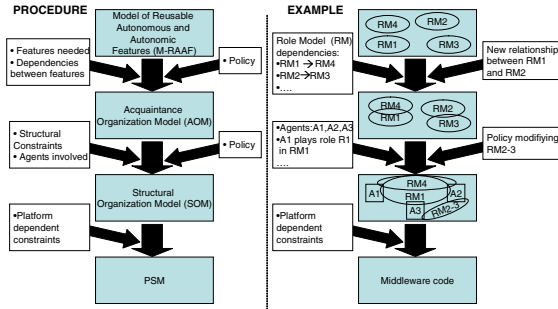 PROCEDURE
Model of Reusable
Autonomous and
Autonomic
Features (M-RAAF)
• Features needed
• Dependencies
between features
• Policy
Acquaintance
Organization Model (AOM)
• Structural
Constraints
• Agents involved
• Policy
Structural
Organization Model (SOM)
•Platform
dependent
constraints
PSM
EXAMPLE
RM4
RM2
RM1
RM3
Role Model (RM)
dependencies:
•RM1 → RM4
•RM2→RM3
•....
New relationship
between RM1
and RM2
RM4
RM1
RM2
RM3
•Agents: A1,A2,A3
•A1 plays role R1
in RM1
....
Policy modifiying
RM2-3
RM4
A1
RM1
A2
A3
RM2-3
•Platform
dependent
constraints
Middleware code